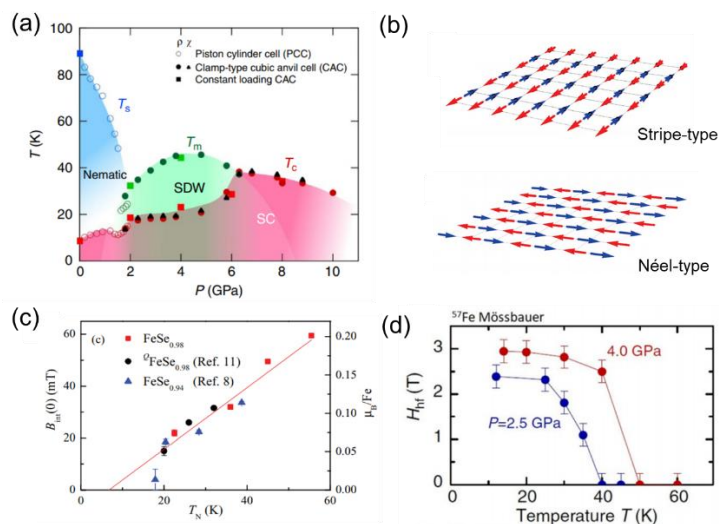 (a)
100
80
60
40
20
0
T (K)
ρ χ
Piston cylinder cell (PCC)
Clamp-type cubic anvil cell (CAC)
Constant loading CAC
Ts
Nematic
Tm
SDW
Tc
SC
0 2 4 6 8 10
P (GPa)
(b)
Stripe-type
Néel-type
(c)
(c)
FeSe0.98
QFeSe0.98 (Ref. 11)
FeSe0.94 (Ref. 8)
60
40
20
0
Bint(0) (mT)
0.20
0.15
0.10
0.05
0.00
μB/Fe
20 40 60
TN (K)
(d)
57Fe Mössbauer
4.0 GPa
P=2.5 GPa
3
2
1
0
Hhf (T)
20 40 60
Temperature T (K)